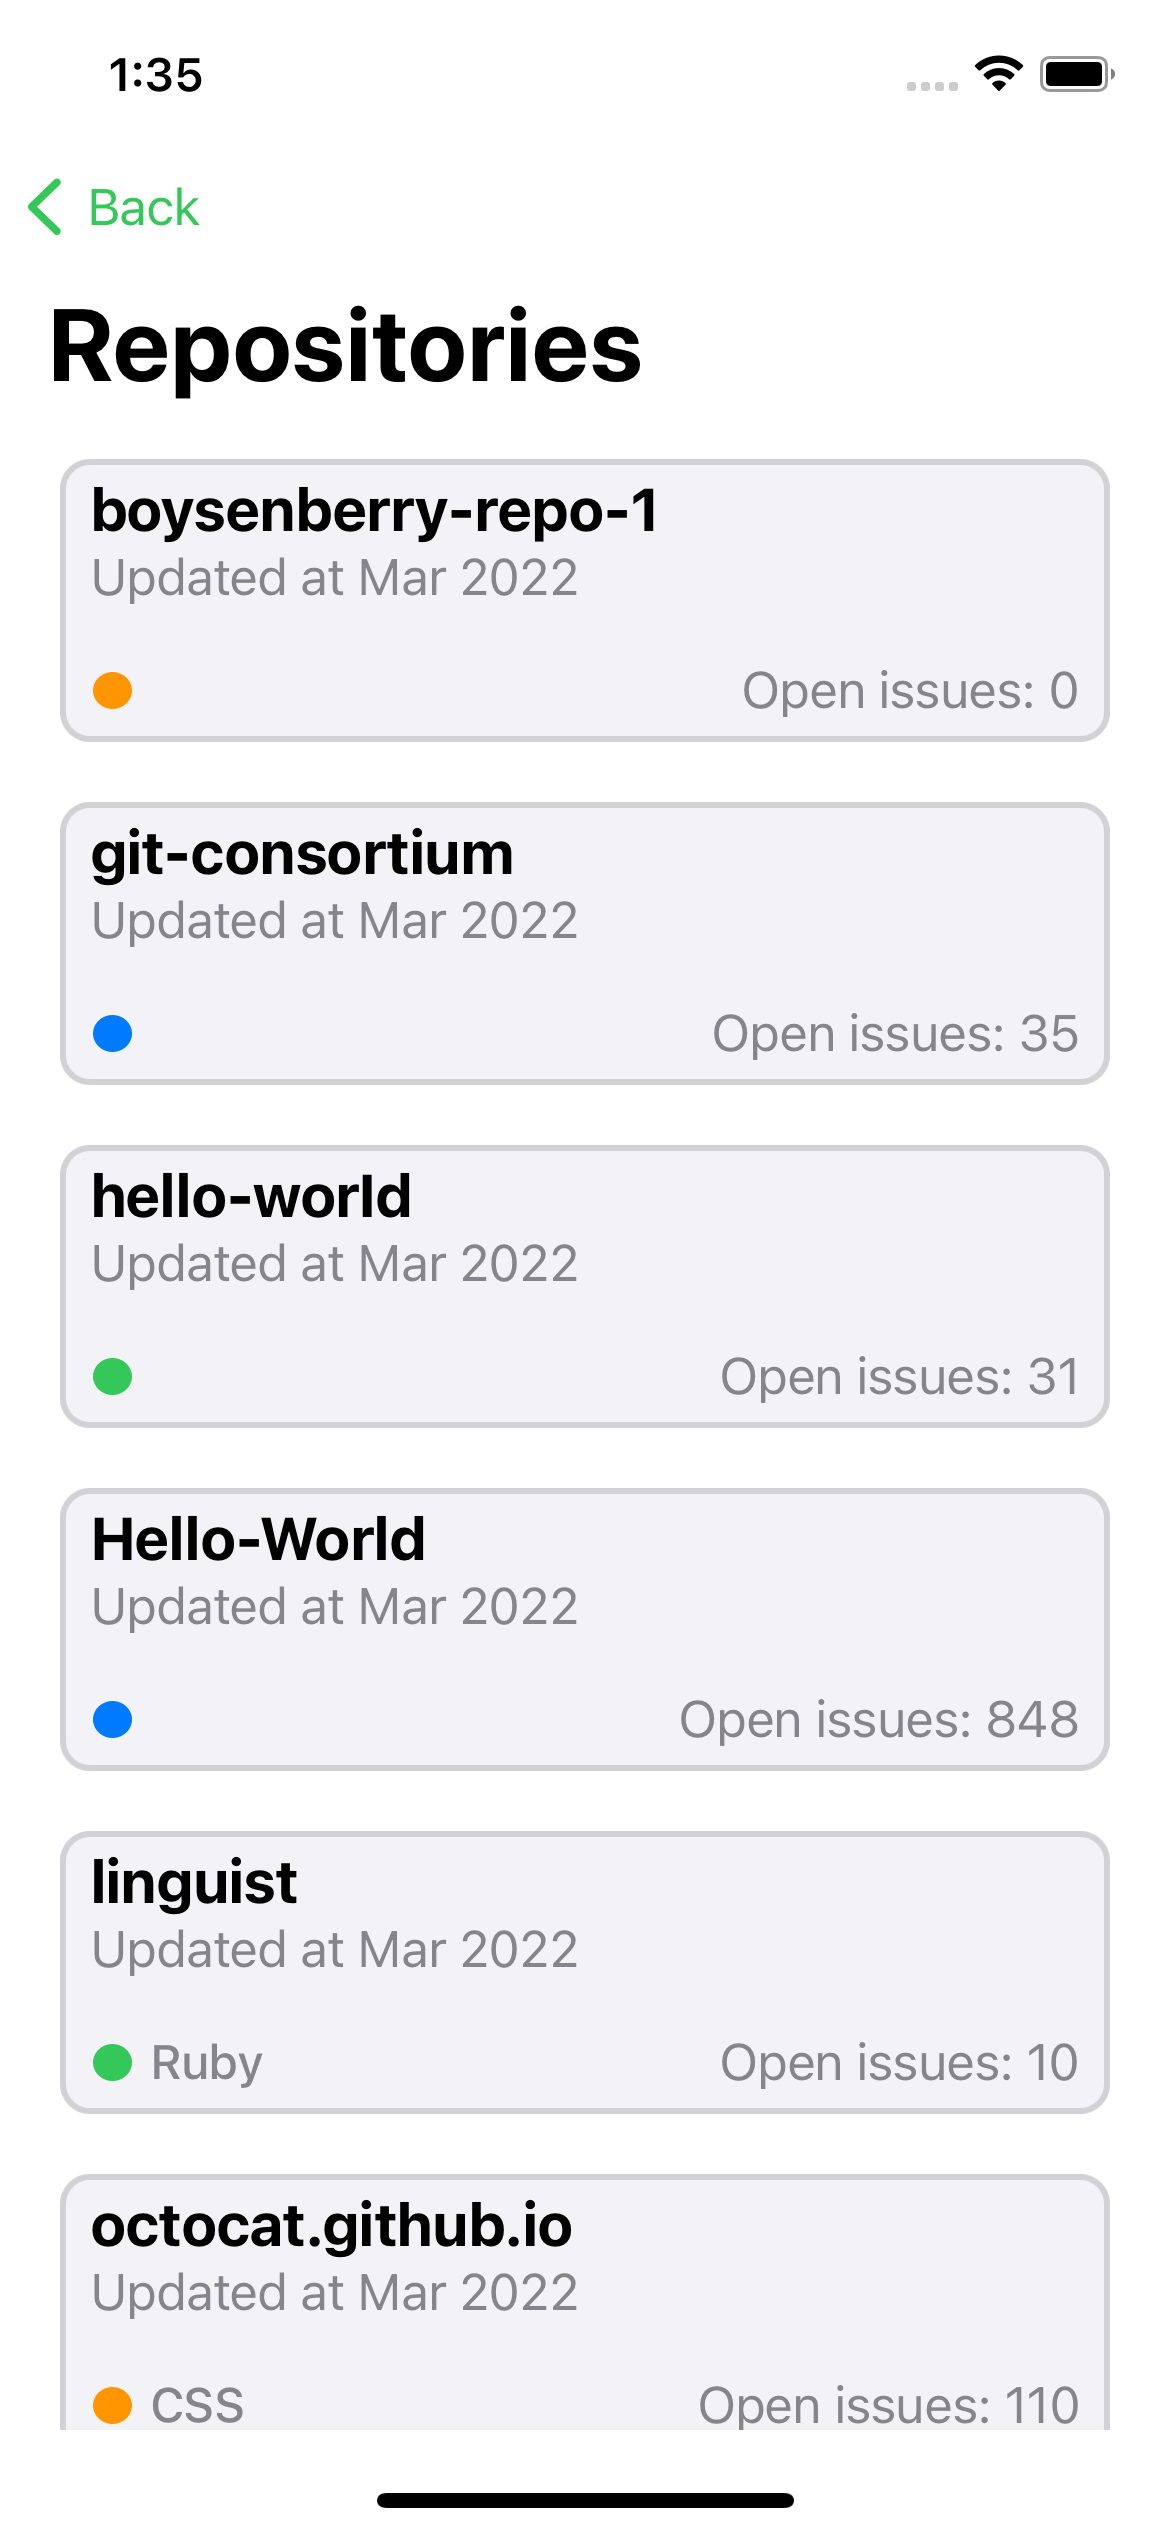 1:35
Back
Repositories
boysenberry-repo-1
Updated at Mar 2022
Open issues: 0
git-consortium
Updated at Mar 2022
Open issues: 35
hello-world
Updated at Mar 2022
Open issues: 31
Hello-World
Updated at Mar 2022
Open issues: 848
linguist
Updated at Mar 2022
Ruby Open issues: 10
octocat.github.io
Updated at Mar 2022
CSS Open issues: 110